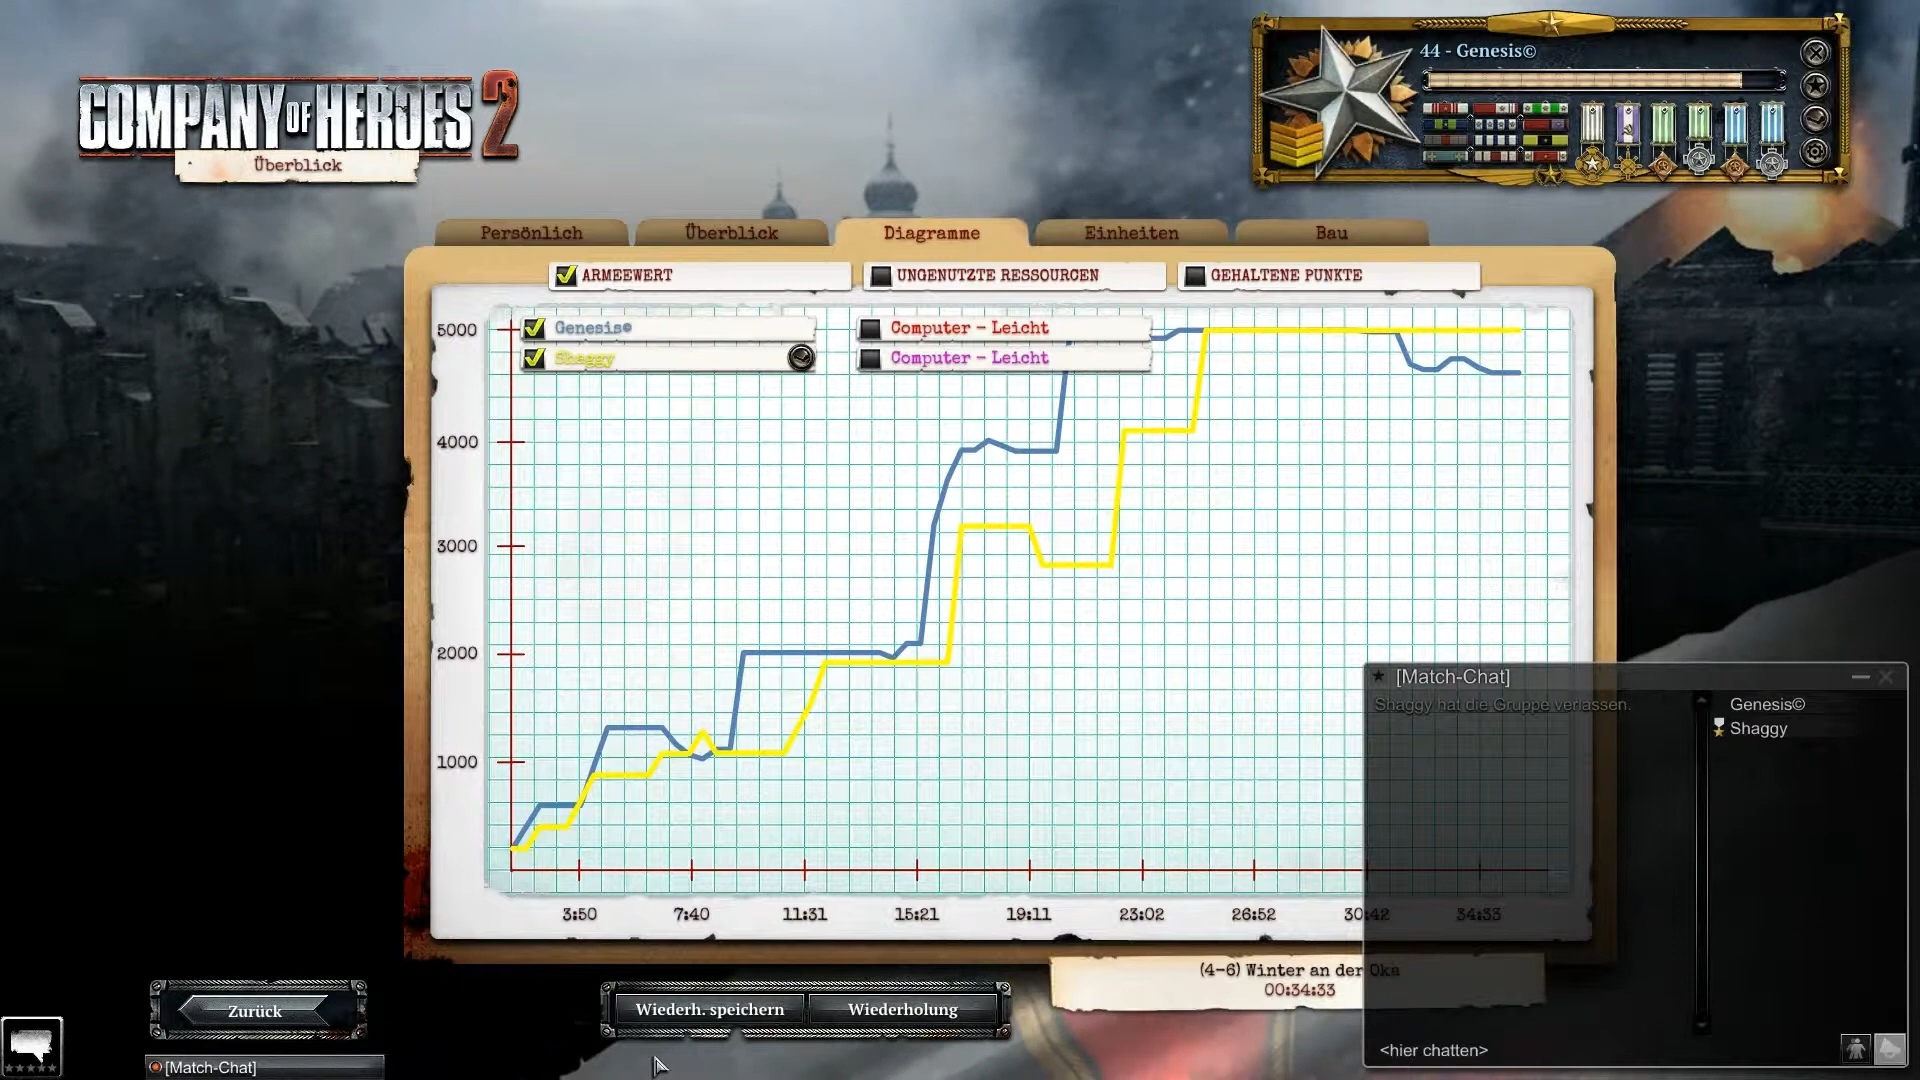 COMPANY OF HEROES 2
Überblick
44 - Genesis©
Persönlich
Überblick
Diagramme
Einheiten
Bau
ARMEEWERT
UNGENUTZTE RESSOURCEN
GEHALTENE PUNKTE
Genesis©
Computer - Leicht
Shaggy
Computer - Leicht
5000
4000
3000
2000
1000
3:50
7:40
11:31
15:21
19:11
23:02
26:52
30:42
34:33
(4-6) Winter an der Oka
00:34:33
Zurück
Wiederh. speichern
Wiederholung
[Match-Chat]
[Match-Chat]
Shaggy hat die Gruppe verlassen.
Genesis©
Shaggy
<hier chatten>